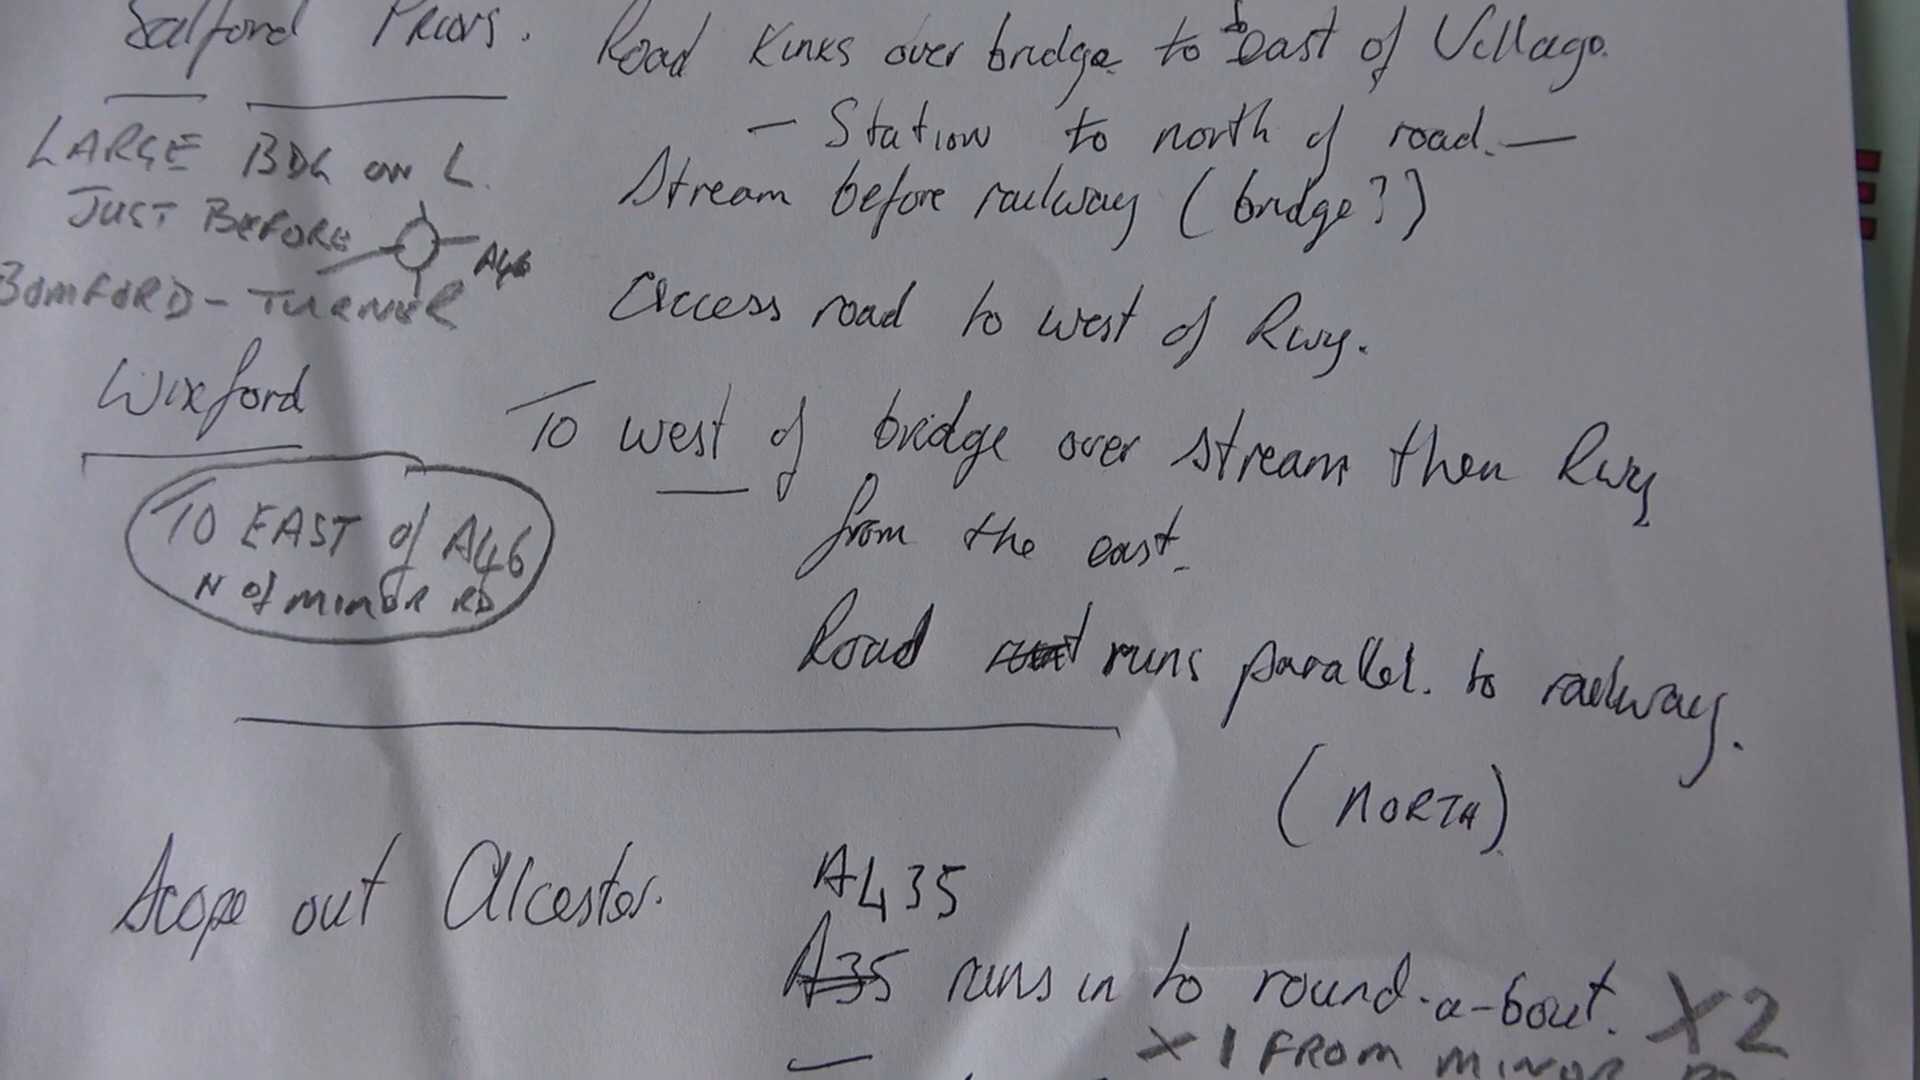 Salford Priors.
Road Kinks over bridge to East of Village.
- Station to north of road. -
LARGE BDG ON L.
JUST BEFORE
A46
BOMFORD - TURNER
Stream before railway (bridge?)
Access road to west of Rwy.
Wixford
To west of bridge over stream then Rwy
from the east.
TO EAST of A46
N of MINOR RD
Road runs parallel. to railway.
(NORTH)
Scope out Alcester.
A435
A35 runs in to round-a-bout. X2
X 1 FROM MINOR